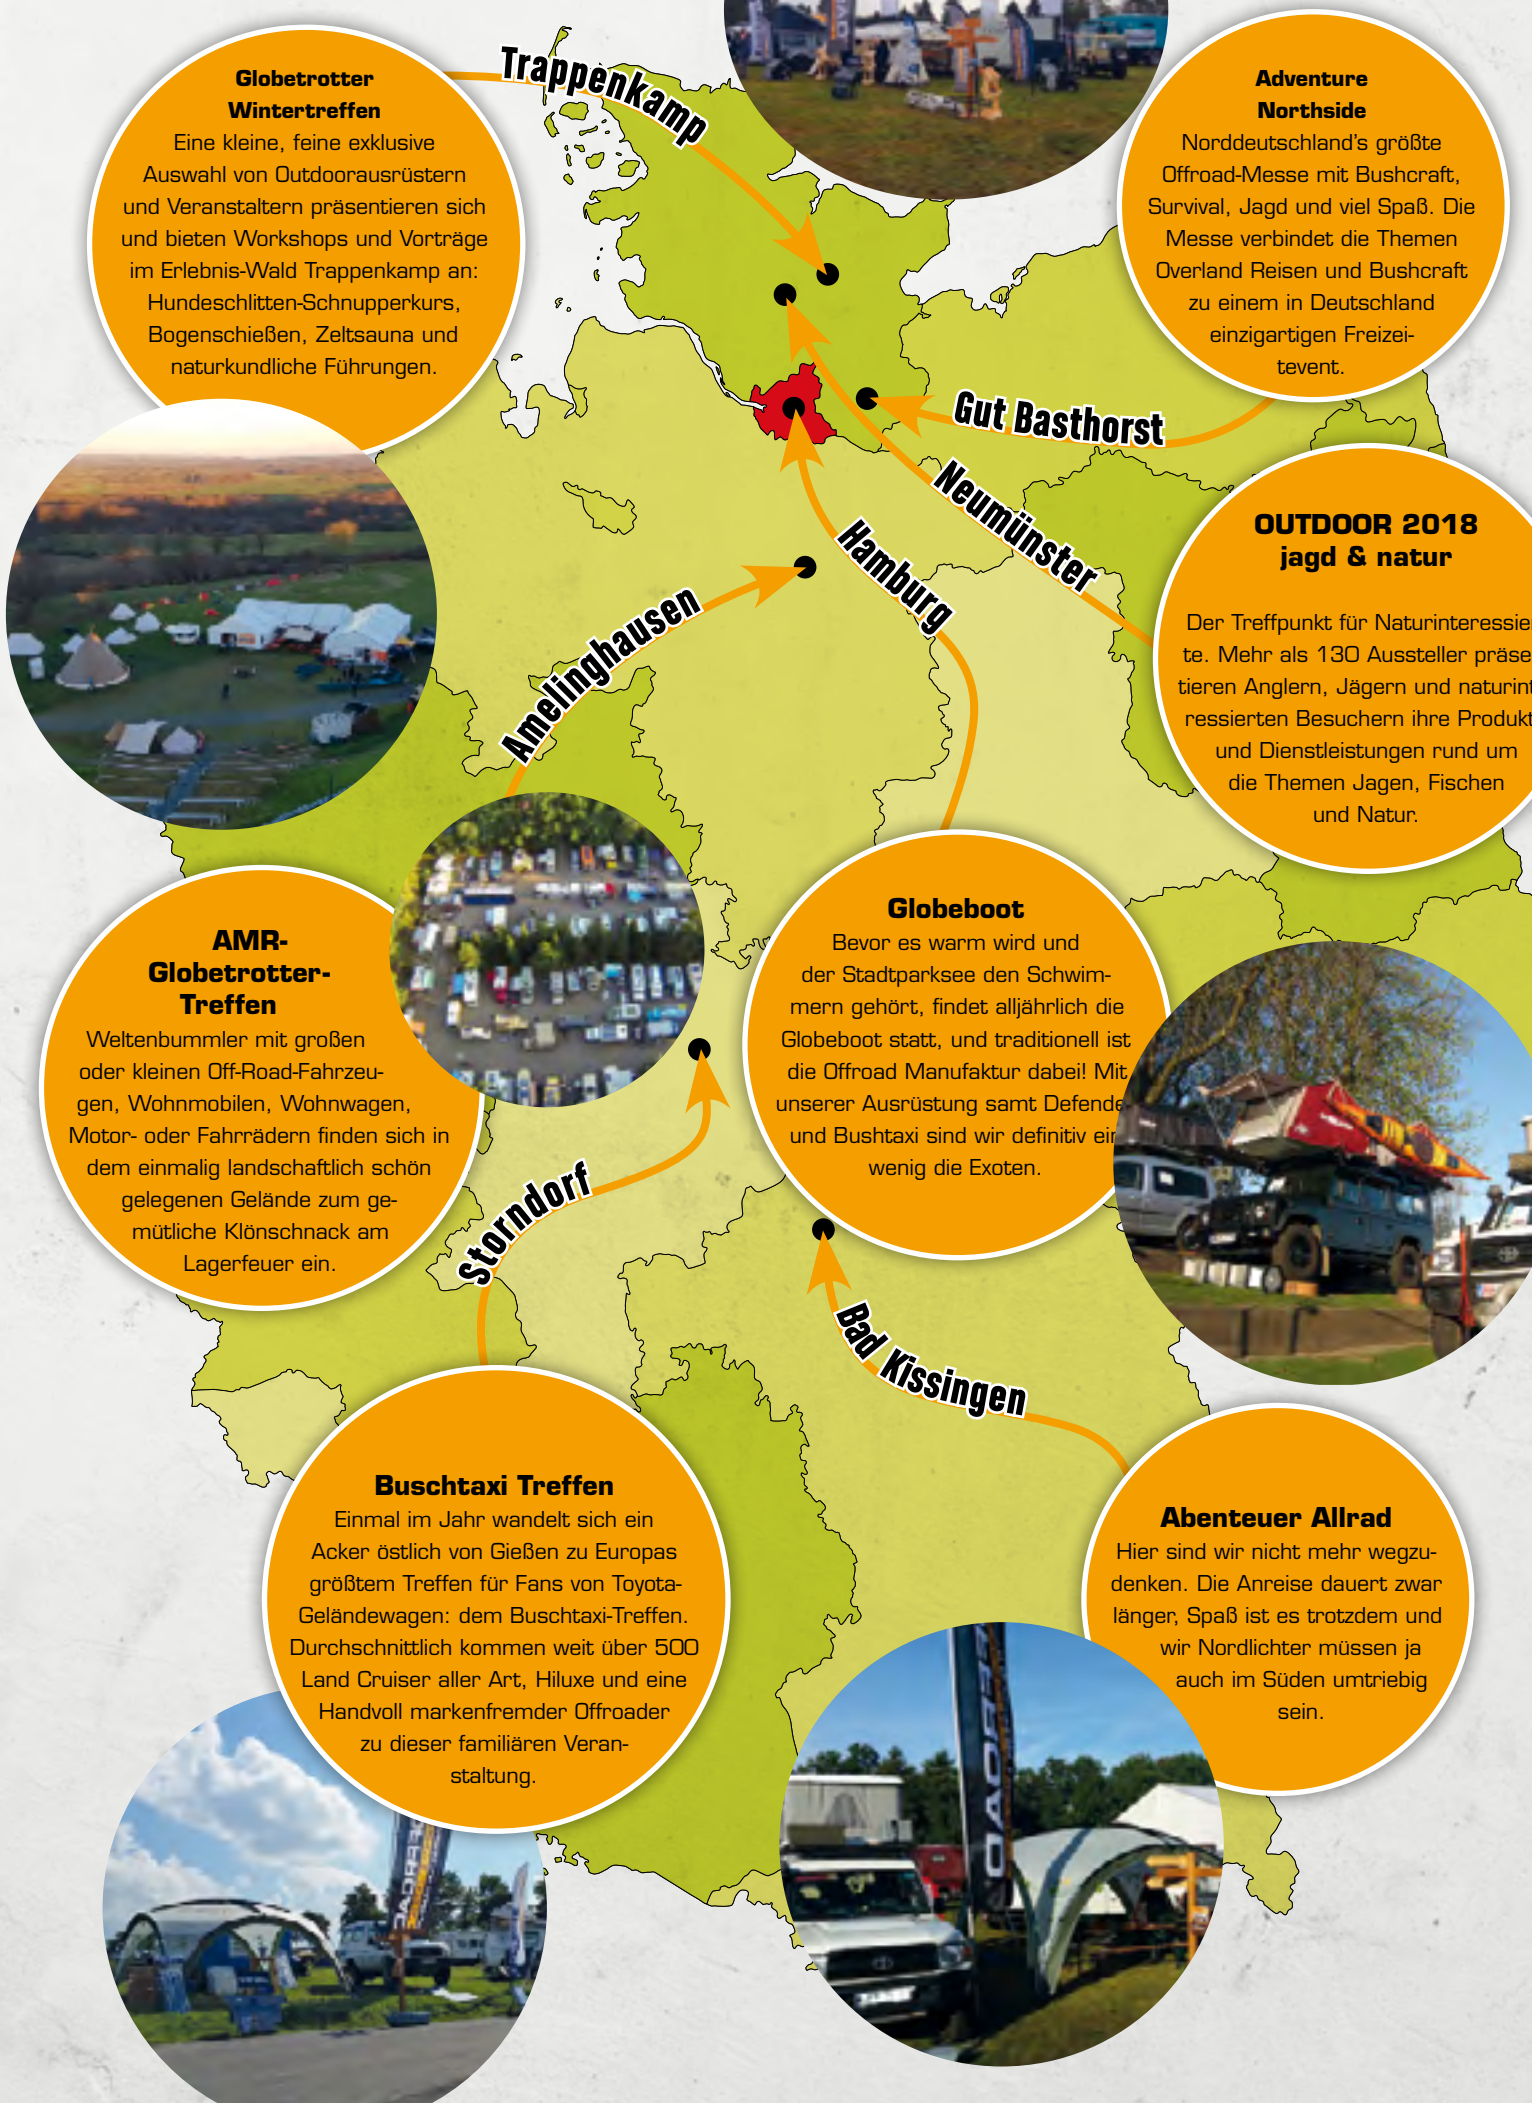 Globetrotter
Wintertreffen
Eine kleine, feine exklusive
Auswahl von Outdoorausrüstern
und Veranstaltern präsentieren sich
und bieten Workshops und Vorträge
im Erlebnis-Wald Trappenkamp an:
Hundeschlitten-Schnupperkurs,
Bogenschießen, Zeltsauna und
naturkundliche Führungen.
Trappenkamp
Adventure
Northside
Norddeutschland's größte
Offroad-Messe mit Bushcraft,
Survival, Jagd und viel Spaß. Die
Messe verbindet die Themen
Overland Reisen und Bushcraft
zu einem in Deutschland
einzigartigen Freizei-
tevent.
Gut Basthorst
Neumünster
Hamburg
Amelinghausen
OUTDOOR 2018
jagd & natur
Der Treffpunkt für Naturinteressier
te. Mehr als 130 Aussteller präse
tieren Anglern, Jägern und naturint
ressierten Besuchern ihre Produkt
und Dienstleistungen rund um
die Themen Jagen, Fischen
und Natur.
AMR-
Globetrotter-
Treffen
Weltenbummler mit großen
oder kleinen Off-Road-Fahrzeu-
gen, Wohnmobilen, Wohnwagen,
Motor- oder Fahrrädern finden sich in
dem einmalig landschaftlich schön
gelegenen Gelände zum ge-
mütliche Klönschnack am
Lagerfeuer ein.
Globeboot
Bevor es warm wird und
der Stadtparksee den Schwim-
mern gehört, findet alljährlich die
Globeboot statt, und traditionell ist
die Offroad Manufaktur dabei! Mit
unserer Ausrüstung samt Defende
und Bushtaxi sind wir definitiv ein
wenig die Exoten.
Storndorf
Bad Kissingen
Buschtaxi Treffen
Einmal im Jahr wandelt sich ein
Acker östlich von Gießen zu Europas
größtem Treffen für Fans von Toyota-
Geländewagen: dem Buschtaxi-Treffen.
Durchschnittlich kommen weit über 500
Land Cruiser aller Art, Hiluxe und eine
Handvoll markenfremder Offroader
zu dieser familiären Veran-
staltung.
Abenteuer Allrad
Hier sind wir nicht mehr wegzu-
denken. Die Anreise dauert zwar
länger, Spaß ist es trotzdem und
wir Nordlichter müssen ja
auch im Süden umtriebig
sein.